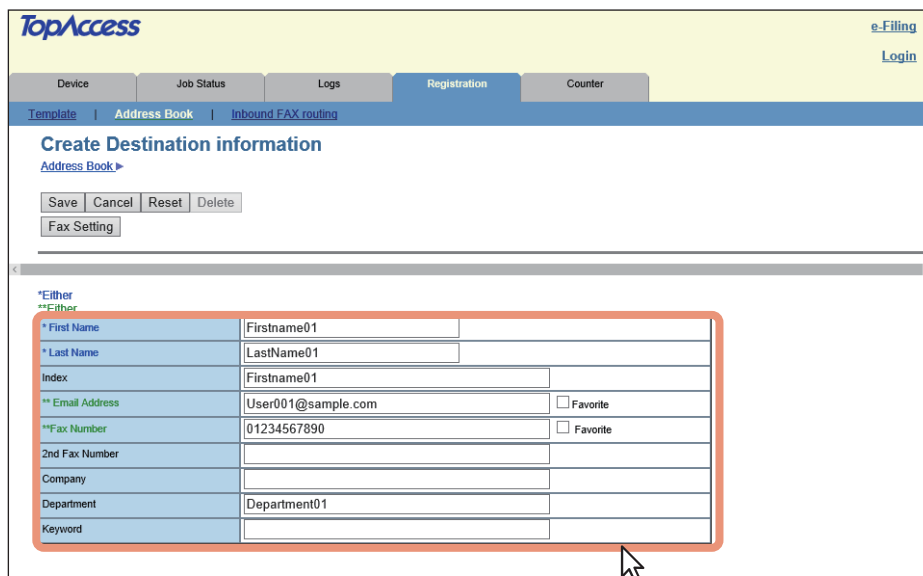 TopAccess
e-Filing
Login
Device Job Status Logs Registration Counter
Template | Address Book | Inbound FAX routing
Create Destination information
Address Book
Save Cancel Reset Delete
Fax Setting
*Either
**Either
* First Name Firstname01
* Last Name LastName01
Index Firstname01
** Email Address User001@sample.com Favorite
**Fax Number 01234567890 Favorite
2nd Fax Number
Company
Department Department01
Keyword